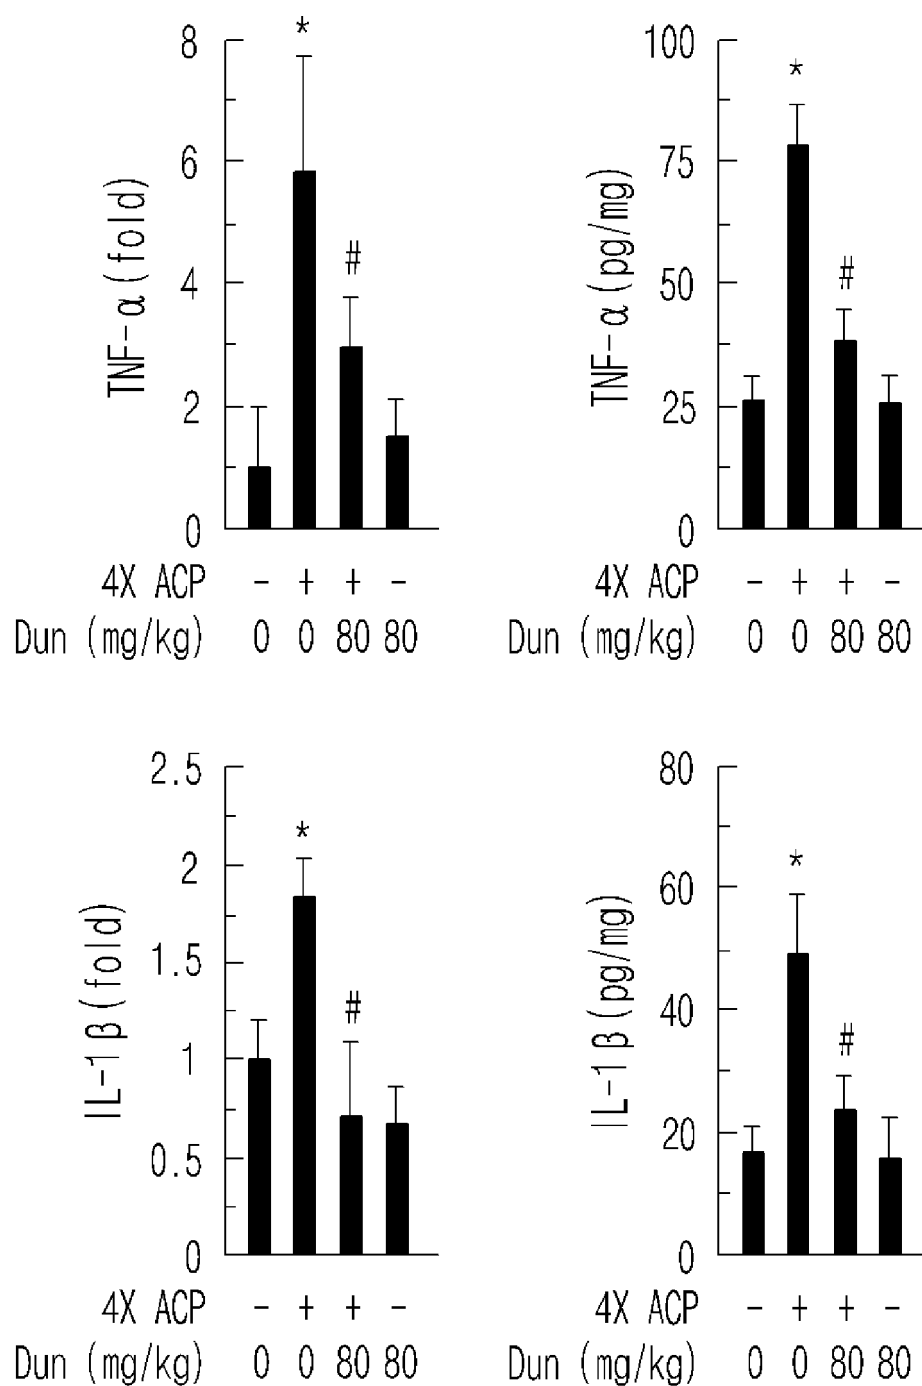 TNF-α (fold)
8
*
6
#
4
2
0
4X ACP - + + -
Dun (mg/kg) 0 0 80 80
TNF-α (pg/mg)
100
*
75
#
50
25
0
4X ACP - + + -
Dun (mg/kg) 0 0 80 80
IL-1β (fold)
2.5
*
2
1.5
#
1
0.5
0
4X ACP - + + -
Dun (mg/kg) 0 0 80 80
IL-1β (pg/mg)
80
*
60
40
#
20
0
4X ACP - + + -
Dun (mg/kg) 0 0 80 80